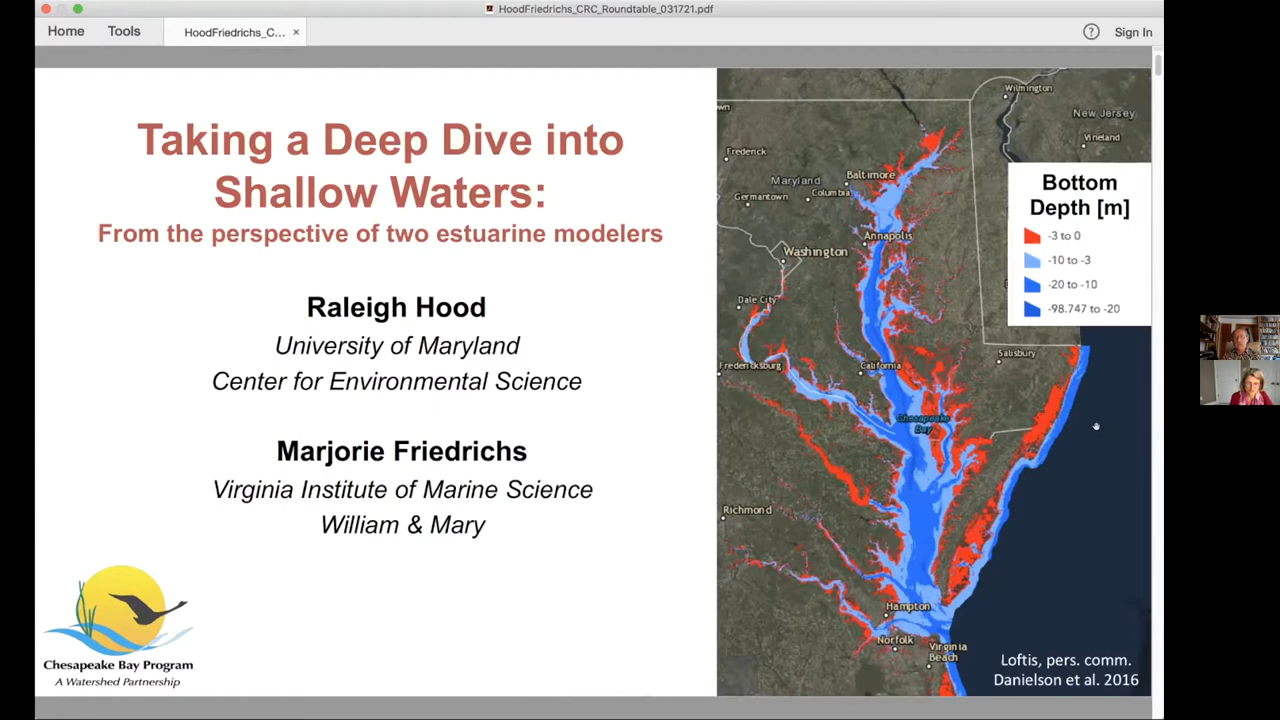 HoodFriedrichs_CRC_Roundtable_031721.pdf
Home
Tools
HoodFriedrichs_C...
×
?
Sign In
Taking a Deep Dive into
Shallow Waters:
From the perspective of two estuarine modelers
Raleigh Hood
University of Maryland
Center for Environmental Science
Marjorie Friedrichs
Virginia Institute of Marine Science
William & Mary
Chesapeake Bay Program
A Watershed Partnership
Wilmington
New Jersey
Vineland
Frederick
Maryland
Baltimore
Columbia
Germantown
Annapolis
Washington
Dale City
Fredericksburg
California
Salisbury
Chesapeake
Bay
Richmond
Hampton
Norfolk
Virginia
Beach
Bottom
Depth [m]
-3 to 0
-10 to -3
-20 to -10
-98.747 to -20
Loftis, pers. comm.
Danielson et al. 2016